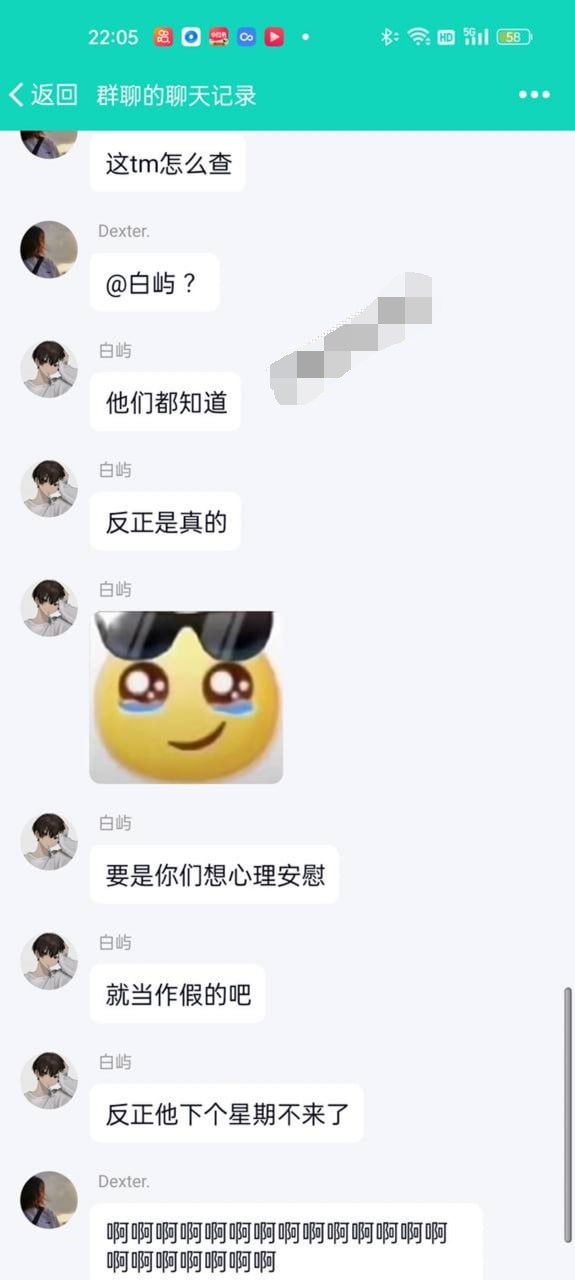 22:05
HD
5G
58
返回 群聊的聊天记录
这tm怎么查
Dexter.
@白屿？
白屿
他们都知道
白屿
反正是真的
白屿
白屿
要是你们想心理安慰
白屿
就当作假的吧
白屿
反正他下个星期不来了
Dexter.
啊啊啊啊啊啊啊啊啊啊啊啊啊啊
啊啊啊啊啊啊啊